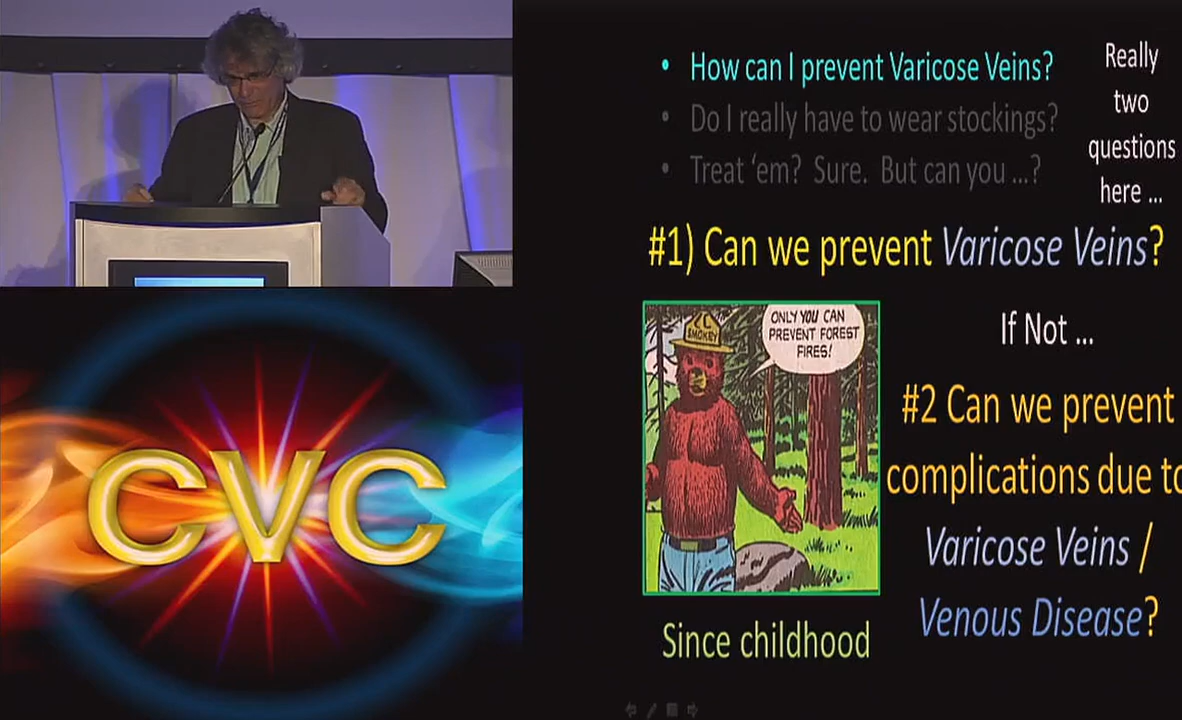 How can I prevent Varicose Veins?
Do I really have to wear stockings?
Treat ‘em? Sure. But can you ...?
Really
two
questions
here ...
#1) Can we prevent Varicose Veins?
ONLY YOU CAN
PREVENT FOREST
FIRES!
SMOKEY
If Not ...
#2 Can we prevent
complications due to
Varicose Veins /
Venous Disease?
Since childhood
CVC